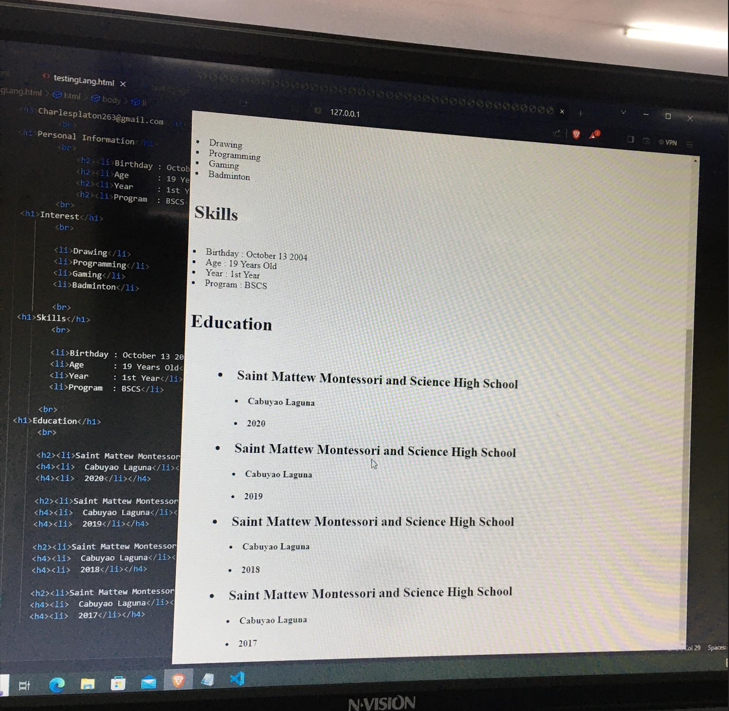 testingLang.html
html > body >
127.0.0.1
VPN
<h1>Charlesplaton263@gmail.com
<br>
<h1>Personal Information</h1>
<br>
<h2><li>Birthday : Octob
<h2><li>Age : 19 Ye
<h2><li>Year : 1st Y
<h2><li>Program : BSCS
<br>
<h1>Interest</h1>
<br>
<li>Drawing</li>
<li>Programming</li>
<li>Gaming</li>
<li>Badminton</li>
<br>
<h1>Skills</h1>
<br>
<li>Birthday : October 13 20
<li>Age : 19 Years Old<
<li>Year : 1st Year</li>
<li>Program : BSCS</li>
<br>
<h1>Education</h1>
<br>
<h2><li>Saint Mattew Montessor
<h4><li> Cabuyao Laguna</li><
<h4><li> 2020</li></h4>
<h2><li>Saint Mattew Montessor
<h4><li> Cabuyao Laguna</li><
<h4><li> 2019</li></h4>
<h2><li>Saint Mattew Montessor
<h4><li> Cabuyao Laguna</li><
<h4><li> 2018</li></h4>
<h2><li>Saint Mattew Montessor
<h4><li> Cabuyao Laguna</li><
<h4><li> 2017</li></h4>
• Drawing
• Programming
• Gaming
• Badminton
Skills
• Birthday : October 13 2004
• Age : 19 Years Old
• Year : 1st Year
• Program : BSCS
Education
• Saint Mattew Montessori and Science High School
• Cabuyao Laguna
• 2020
• Saint Mattew Montessori and Science High School
• Cabuyao Laguna
• 2019
• Saint Mattew Montessori and Science High School
• Cabuyao Laguna
• 2018
• Saint Mattew Montessori and Science High School
• Cabuyao Laguna
• 2017
Col 29 Spaces:
N·VISION